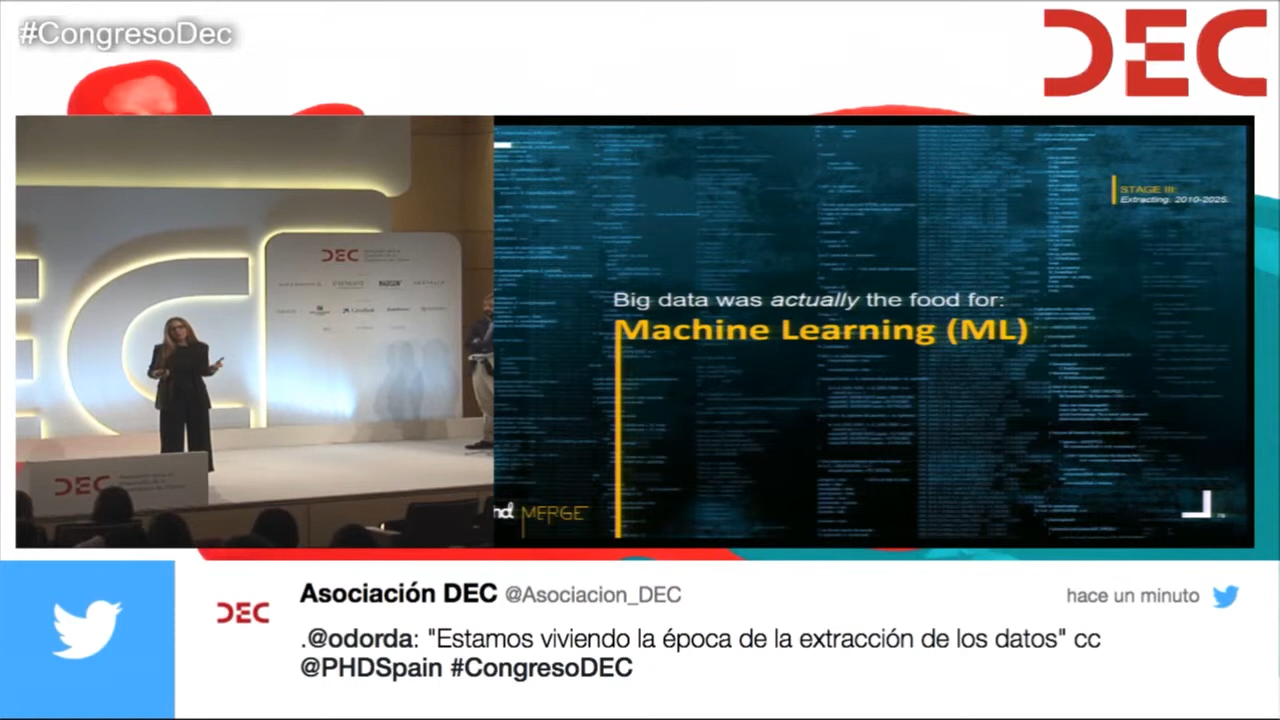 #CongresoDec
DEC
DEC
STAGE III:
Extracting. 2010-2025.
Big data was actually the food for:
Machine Learning (ML)
DEC
MERGE
DEC
Asociación DEC @Asociacion_DEC
hace un minuto
.@odorda: "Estamos viviendo la época de la extracción de los datos" cc
@PHDSpain #CongresoDEC